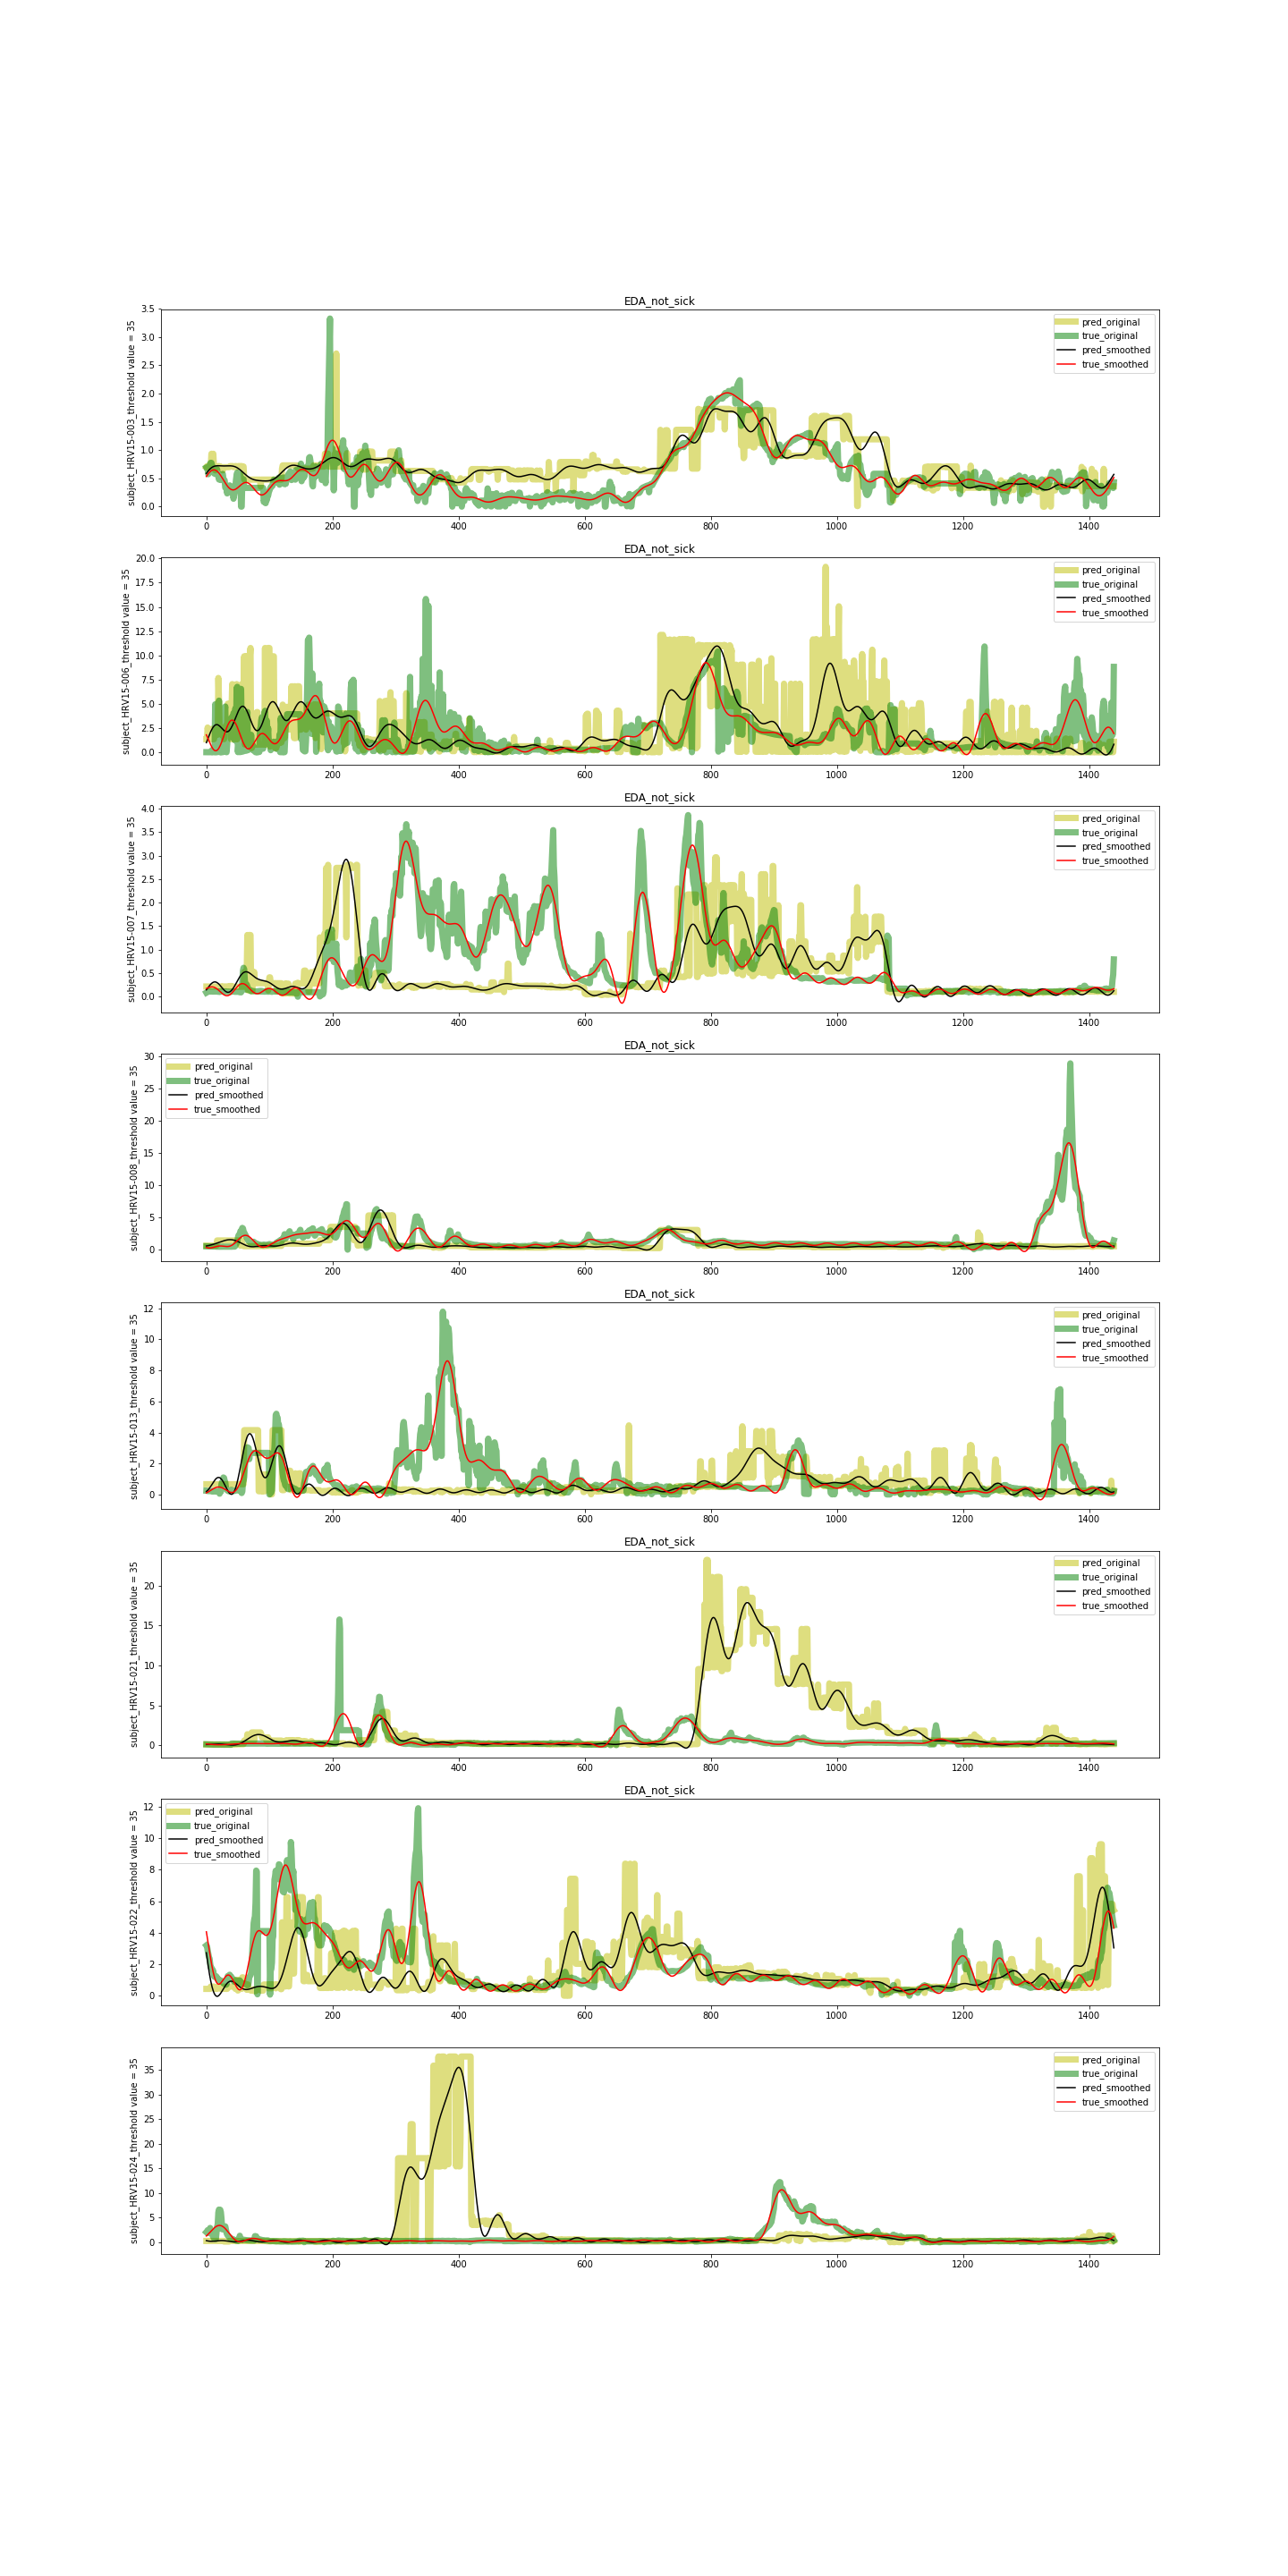 EDA_not_sick
subject_HRV15-003_threshold value = 35
3.5
3.0
2.5
2.0
1.5
1.0
0.5
0.0
pred_original
true_original
pred_smoothed
true_smoothed
0 200 400 600 800 1000 1200 1400
EDA_not_sick
subject_HRV15-006_threshold value = 35
20.0
17.5
15.0
12.5
10.0
7.5
5.0
2.5
0.0
pred_original
true_original
pred_smoothed
true_smoothed
0 200 400 600 800 1000 1200 1400
EDA_not_sick
subject_HRV15-007_threshold value = 35
4.0
3.5
3.0
2.5
2.0
1.5
1.0
0.5
0.0
pred_original
true_original
pred_smoothed
true_smoothed
0 200 400 600 800 1000 1200 1400
EDA_not_sick
subject_HRV15-008_threshold value = 35
30
25
20
15
10
5
0
pred_original
true_original
pred_smoothed
true_smoothed
0 200 400 600 800 1000 1200 1400
EDA_not_sick
subject_HRV15-013_threshold value = 35
12
10
8
6
4
2
0
pred_original
true_original
pred_smoothed
true_smoothed
0 200 400 600 800 1000 1200 1400
EDA_not_sick
subject_HRV15-021_threshold value = 35
20
15
10
5
0
pred_original
true_original
pred_smoothed
true_smoothed
0 200 400 600 800 1000 1200 1400
EDA_not_sick
subject_HRV15-022_threshold value = 35
12
10
8
6
4
2
0
pred_original
true_original
pred_smoothed
true_smoothed
0 200 400 600 800 1000 1200 1400
subject_HRV15-024_threshold value = 35
35
30
25
20
15
10
5
0
pred_original
true_original
pred_smoothed
true_smoothed
0 200 400 600 800 1000 1200 1400